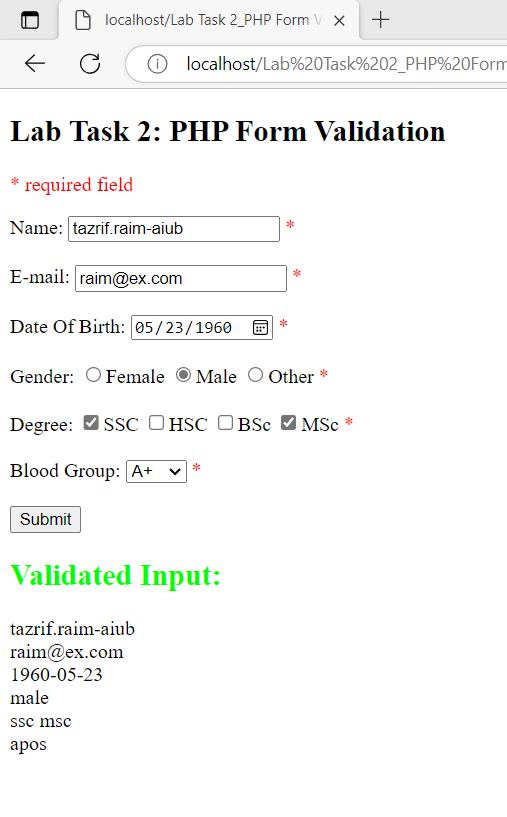 localhost/Lab Task 2_PHP Form V
localhost/Lab%20Task%202_PHP%20Form
Lab Task 2: PHP Form Validation
* required field
Name: tazrif.raim-aiub *
E-mail: raim@ex.com *
Date Of Birth: 05/23/1960 *
Gender: Female Male Other *
Degree: SSC HSC BSc MSc *
Blood Group: A+ *
Submit
Validated Input:
tazrif.raim-aiub
raim@ex.com
1960-05-23
male
ssc msc
apos